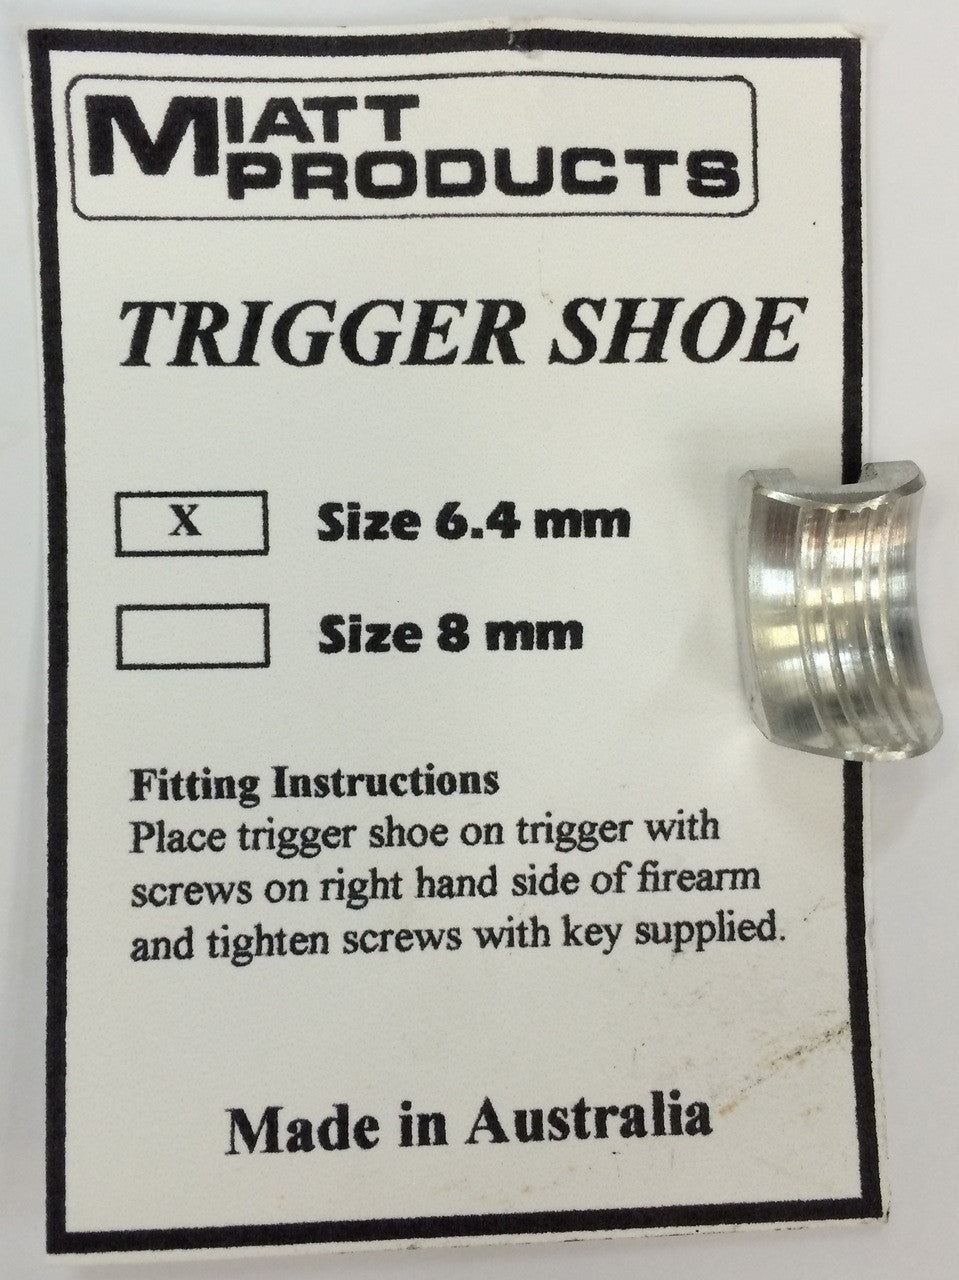 MIATT
PRODUCTS
TRIGGER SHOE
X Size 6.4 mm
Size 8 mm
Fitting Instructions
Place trigger shoe on trigger with
screws on right hand side of firearm
and tighten screws with key supplied.
Made in Australia